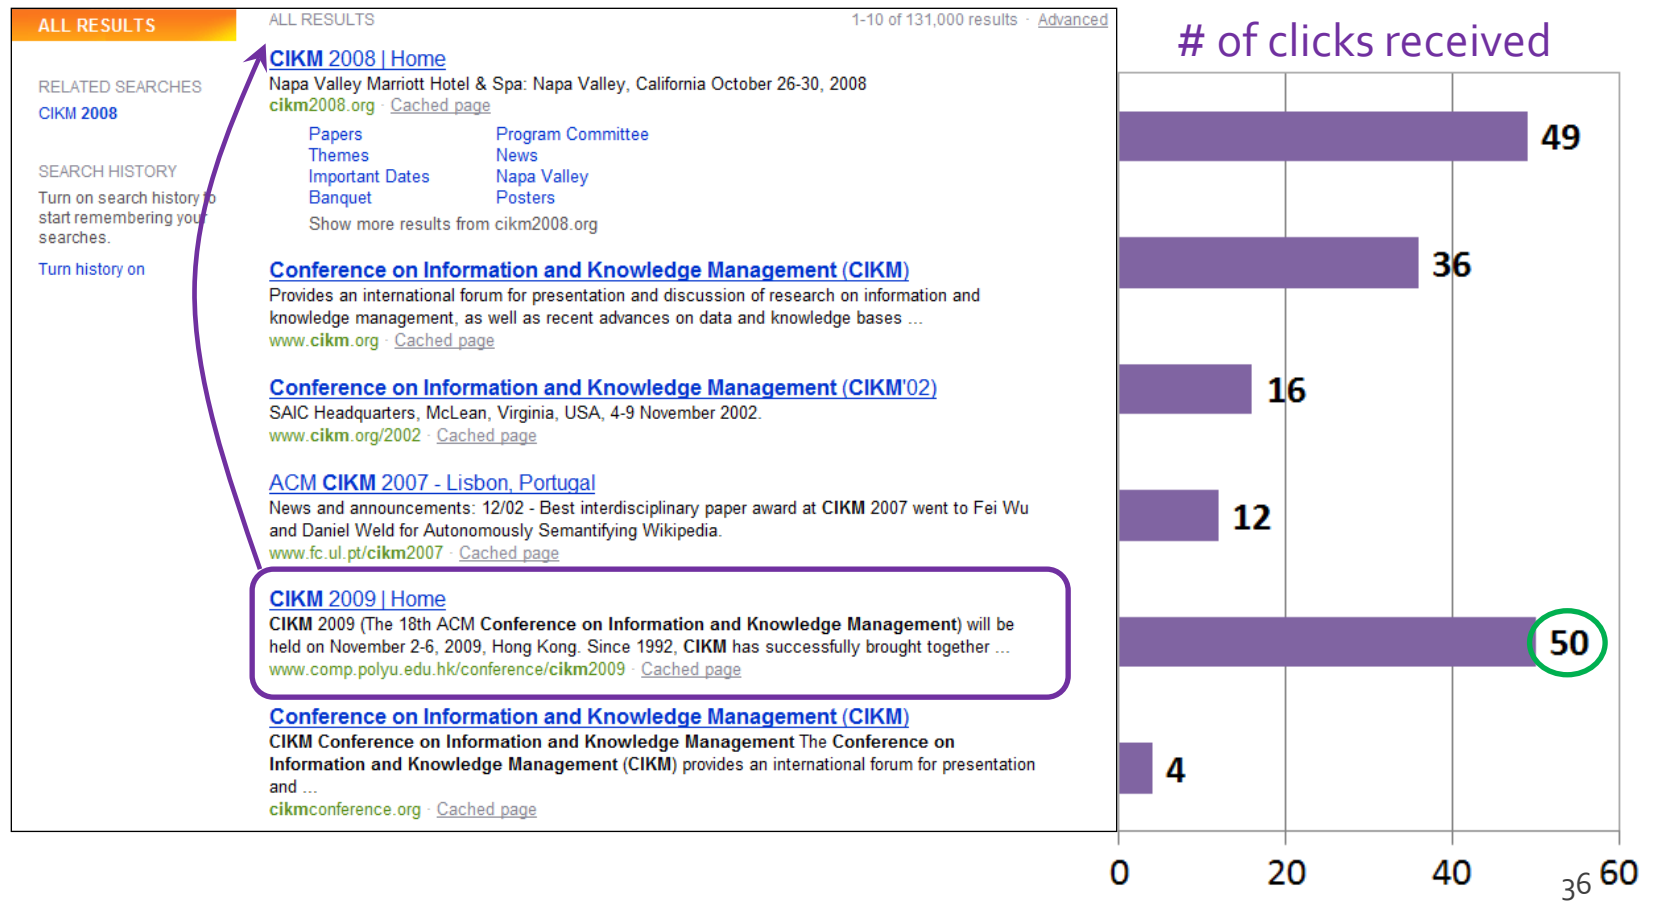 ALL RESULTS
RELATED SEARCHES
CIKM 2008
SEARCH HISTORY
Turn on search history to
start remembering your
searches.
Turn history on
ALL RESULTS
1-10 of 131,000 results · Advanced
CIKM 2008 | Home
Napa Valley Marriott Hotel & Spa: Napa Valley, California October 26-30, 2008
cikm2008.org · Cached page
Papers Program Committee
Themes News
Important Dates Napa Valley
Banquet Posters
Show more results from cikm2008.org
Conference on Information and Knowledge Management (CIKM)
Provides an international forum for presentation and discussion of research on information and
knowledge management, as well as recent advances on data and knowledge bases ...
www.cikm.org · Cached page
Conference on Information and Knowledge Management (CIKM'02)
SAIC Headquarters, McLean, Virginia, USA, 4-9 November 2002.
www.cikm.org/2002 · Cached page
ACM CIKM 2007 - Lisbon, Portugal
News and announcements: 12/02 - Best interdisciplinary paper award at CIKM 2007 went to Fei Wu
and Daniel Weld for Autonomously Semantifying Wikipedia.
www.fc.ul.pt/cikm2007 · Cached page
CIKM 2009 | Home
CIKM 2009 (The 18th ACM Conference on Information and Knowledge Management) will be
held on November 2-6, 2009, Hong Kong. Since 1992, CIKM has successfully brought together ...
www.comp.polyu.edu.hk/conference/cikm2009 · Cached page
Conference on Information and Knowledge Management (CIKM)
CIKM Conference on Information and Knowledge Management The Conference on
Information and Knowledge Management (CIKM) provides an international forum for presentation
and ...
cikmconference.org · Cached page
# of clicks received
49
36
16
12
50
4
0 20 40 60
36